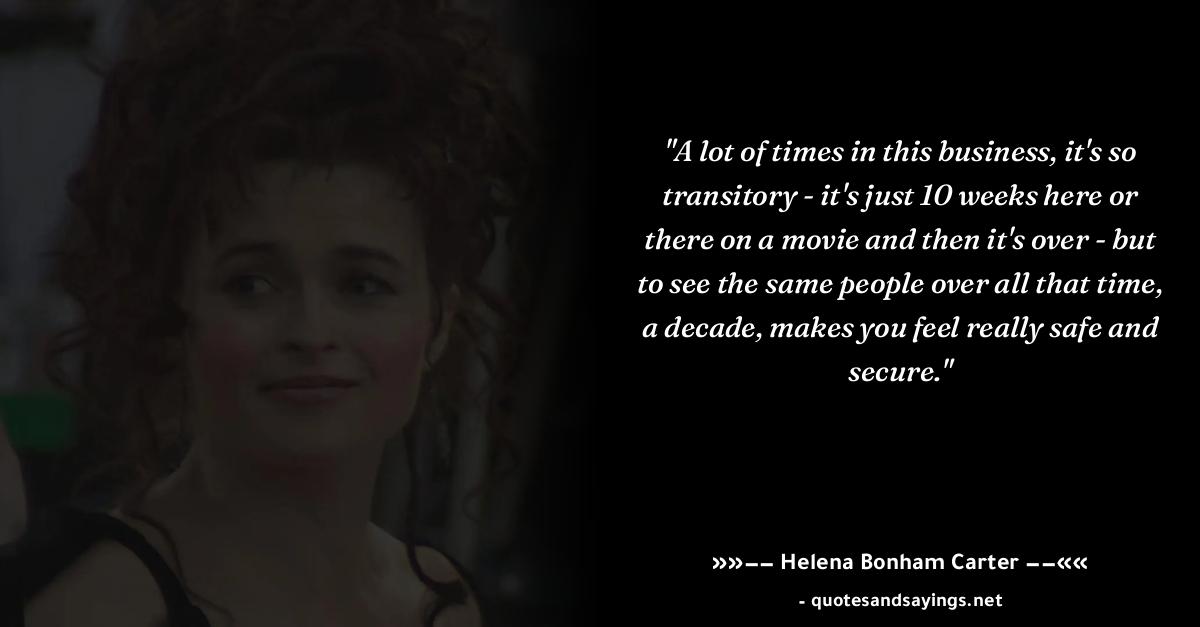 "A lot of times in this business, it's so
transitory - it's just 10 weeks here or
there on a movie and then it's over - but
to see the same people over all that time,
a decade, makes you feel really safe and
secure."
»»−− Helena Bonham Carter −−««
- quotesandsayings.net